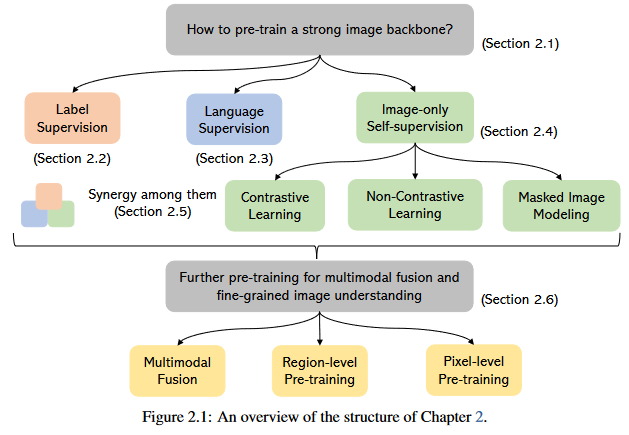 How to pre-train a strong image backbone?
(Section 2.1)
Label
Supervision
(Section 2.2)
Language
Supervision
(Section 2.3)
Image-only
Self-supervision
(Section 2.4)
Synergy among them
(Section 2.5)
Contrastive
Learning
Non-Contrastive
Learning
Masked Image
Modeling
Further pre-training for multimodal fusion and
fine-grained image understanding
(Section 2.6)
Multimodal
Fusion
Region-level
Pre-training
Pixel-level
Pre-training
Figure 2.1: An overview of the structure of Chapter 2.